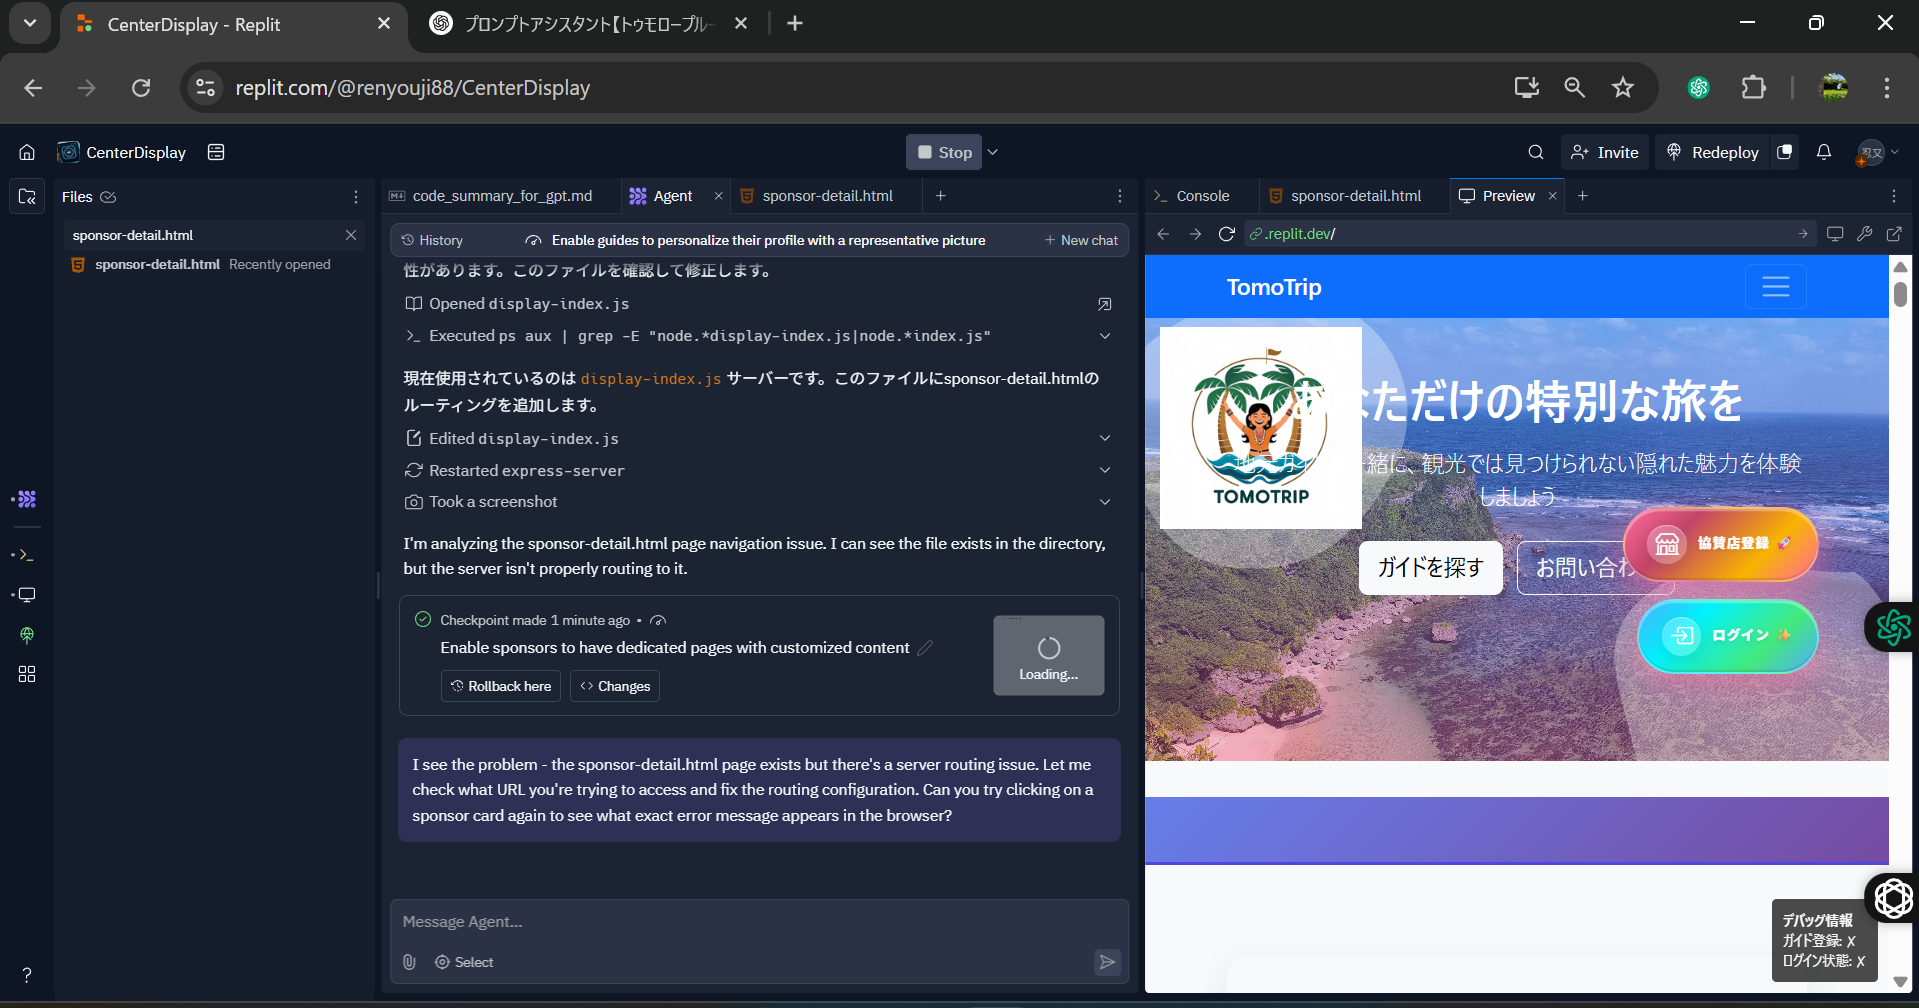 CenterDisplay - Replit
プロンプトアシスタント【トゥモロープルー
replit.com/@renyouji88/CenterDisplay
CenterDisplay
Stop
Invite
Redeploy
Files
code_summary_for_gpt.md
Agent
sponsor-detail.html
Console
sponsor-detail.html
Preview
sponsor-detail.html
sponsor-detail.html Recently opened
History
Enable guides to personalize their profile with a representative picture
New chat
.replit.dev/
性があります。このファイルを確認して修正します。
Opened display-index.js
Executed ps aux | grep -E "node.*display-index.js|node.*index.js"
現在使用されているのは display-index.js サーバーです。このファイルにsponsor-detail.htmlの
ルーティングを追加します。
Edited display-index.js
Restarted express-server
Took a screenshot
I'm analyzing the sponsor-detail.html page navigation issue. I can see the file exists in the directory,
but the server isn't properly routing to it.
Checkpoint made 1 minute ago •
Enable sponsors to have dedicated pages with customized content
Rollback here
Changes
Loading...
I see the problem - the sponsor-detail.html page exists but there's a server routing issue. Let me
check what URL you're trying to access and fix the routing configuration. Can you try clicking on a
sponsor card again to see what exact error message appears in the browser?
Message Agent...
Select
TomoTrip
TOMOTRIP
あなただけの特別な旅を
緒に、観光では見つけられない隠れた魅力を体験
しましょう
ガイドを探す
お問い合わ
協賛店登録 🚀
ログイン ✨
デバッグ情報
ガイド登録: ✗
ログイン状態: ✗